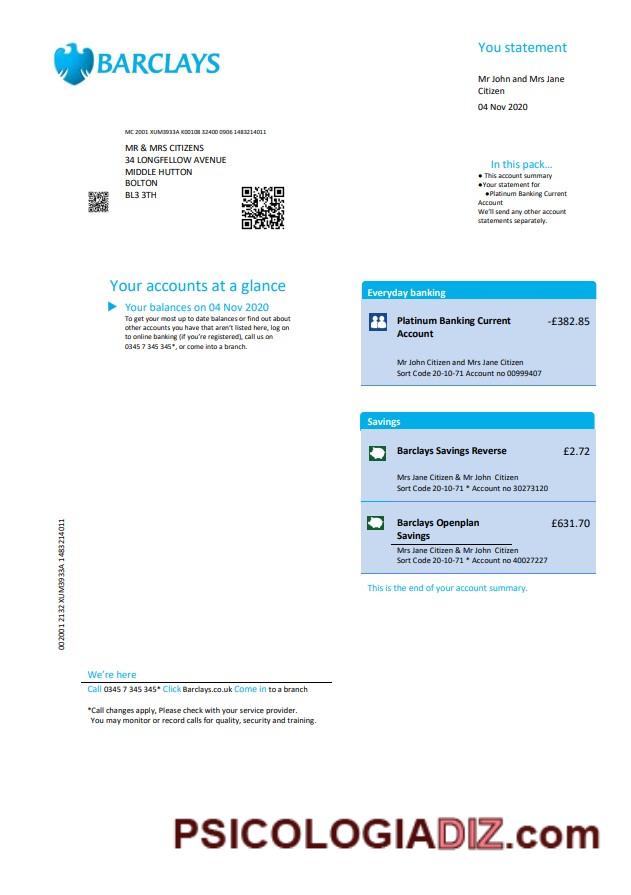 BARCLAYS
You statement
Mr John and Mrs Jane
Citizen
04 Nov 2020
MC 2001 XUM3933A K00108 32400 0906 1483214011
MR & MRS CITIZENS
34 LONGFELLOW AVENUE
MIDDLE HUTTON
BOLTON
BL3 3TH
In this pack...
● This account summary
●Your statement for
●Platinum Banking Current
Account
We'll send any other account
statements separately.
Your accounts at a glance
Your balances on 04 Nov 2020
To get your most up to date balances or find out about
other accounts you have that aren't listed here, log on
to online banking (if you're registered), call us on
0345 7 345 345*, or come into a branch.
Everyday banking
Platinum Banking Current -£382.85
Account
Mr John Citizen and Mrs Jane Citizen
Sort Code 20-10-71 Account no 00999407
Savings
Barclays Savings Reverse £2.72
Mrs Jane Citizen & Mr John Citizen
Sort Code 20-10-71 * Account no 30273120
Barclays Openplan £631.70
Savings
Mrs Jane Citizen & Mr John Citizen
Sort Code 20-10-71 * Account no 40027227
This is the end of your account summary.
002001 2132 XUM3933A 1483214011
We're here
Call 0345 7 345 345* Click Barclays.co.uk Come in to a branch
*Call changes apply, Please check with your service provider.
You may monitor or record calls for quality, security and training.
PSICOLOGIADIZ.com